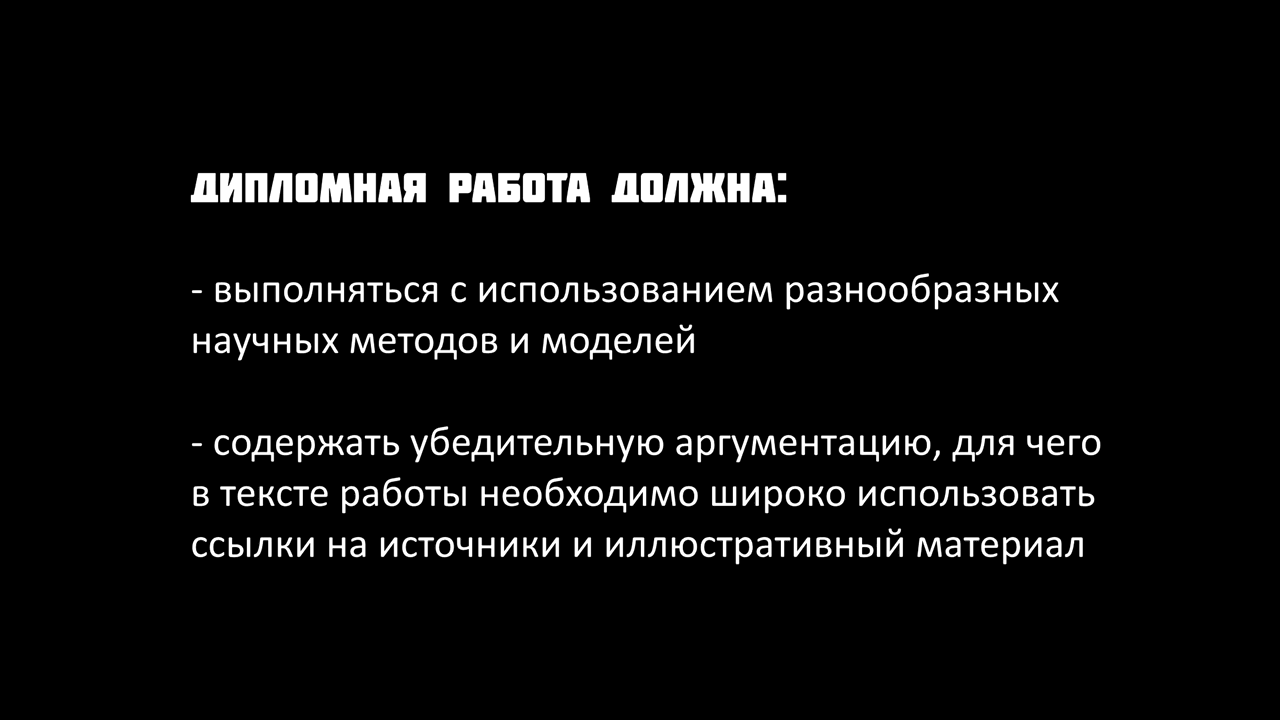 ДИПЛОМНАЯ РАБОТА ДОЛЖНА:
- выполняться с использованием разнообразных
научных методов и моделей
- содержать убедительную аргументацию, для чего
в тексте работы необходимо широко использовать
ссылки на источники и иллюстративный материал